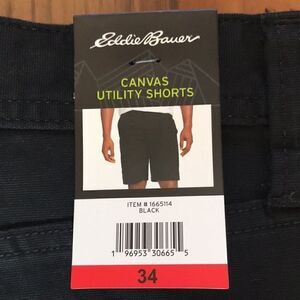 Eddie Bauer
CANVAS
UTILITY SHORTS
ITEM # 1665114
BLACK
1 96953 30665 5
34